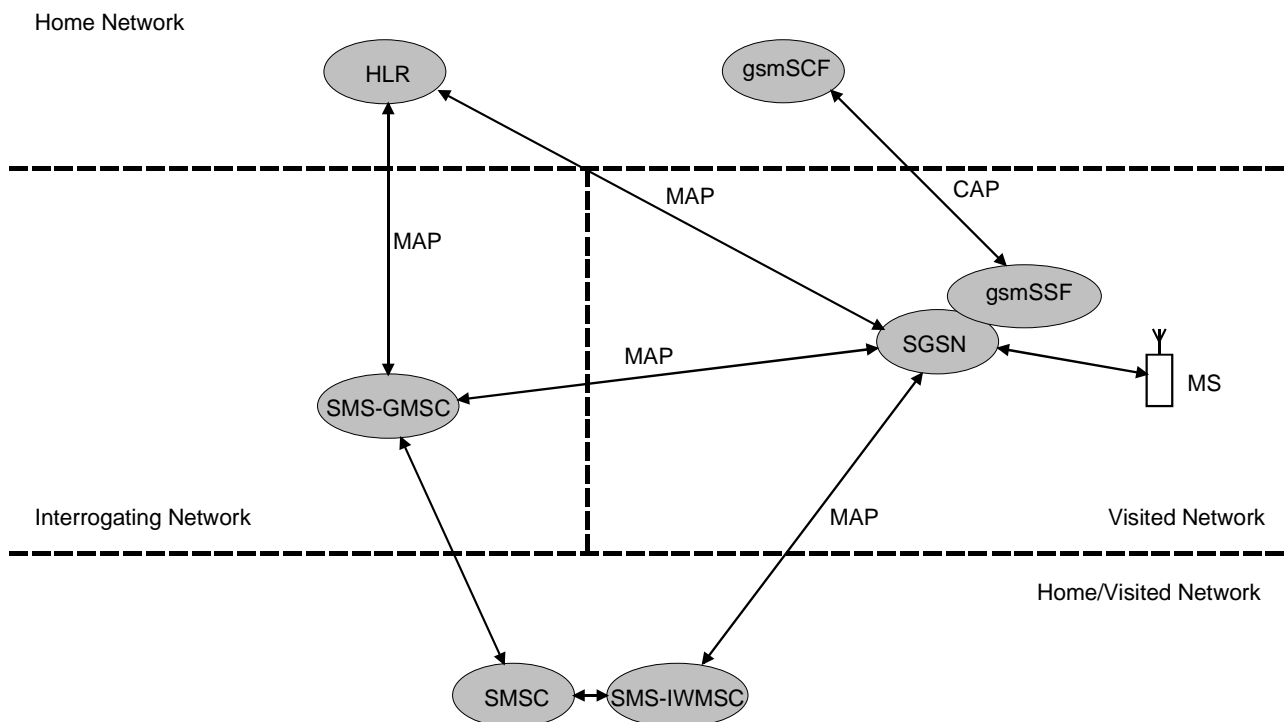 Home Network
HLR
gsmSCF
MAP
CAP
MAP
gsmSSF
SGSN
MAP
MS
SMS-GMSC
Interrogating Network
MAP
Visited Network
Home/Visited Network
SMSC
SMS-IWMSC